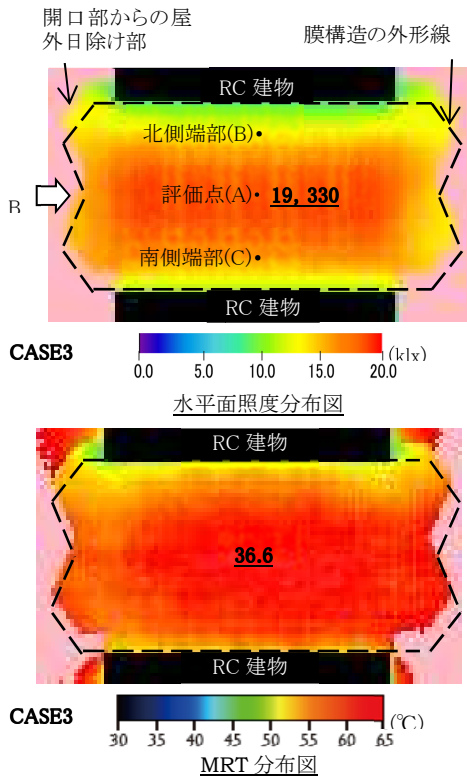 開口部からの屋
外日除け部
膜構造の外形線
RC 建物
北側端部(B)•
B
評価点(A)• 19, 330
南側端部(C)•
RC 建物
CASE3
(klx)
0.0 5.0 10.0 15.0 20.0
水平面照度分布図
RC 建物
36.6
RC 建物
CASE3
(℃)
30 35 40 45 50 55 60 65
MRT 分布図